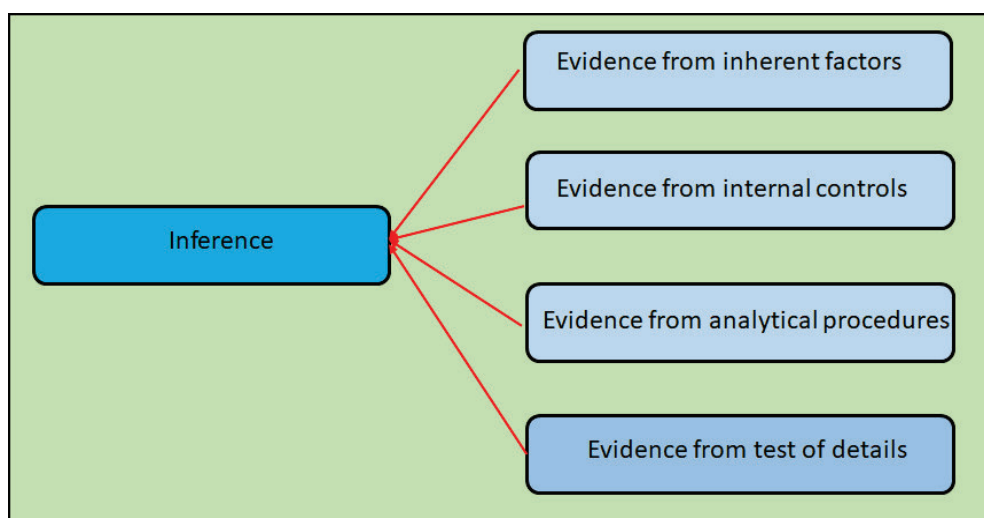 Evidence from inherent factors
Evidence from internal controls
Inference
Evidence from analytical procedures
Evidence from test of details